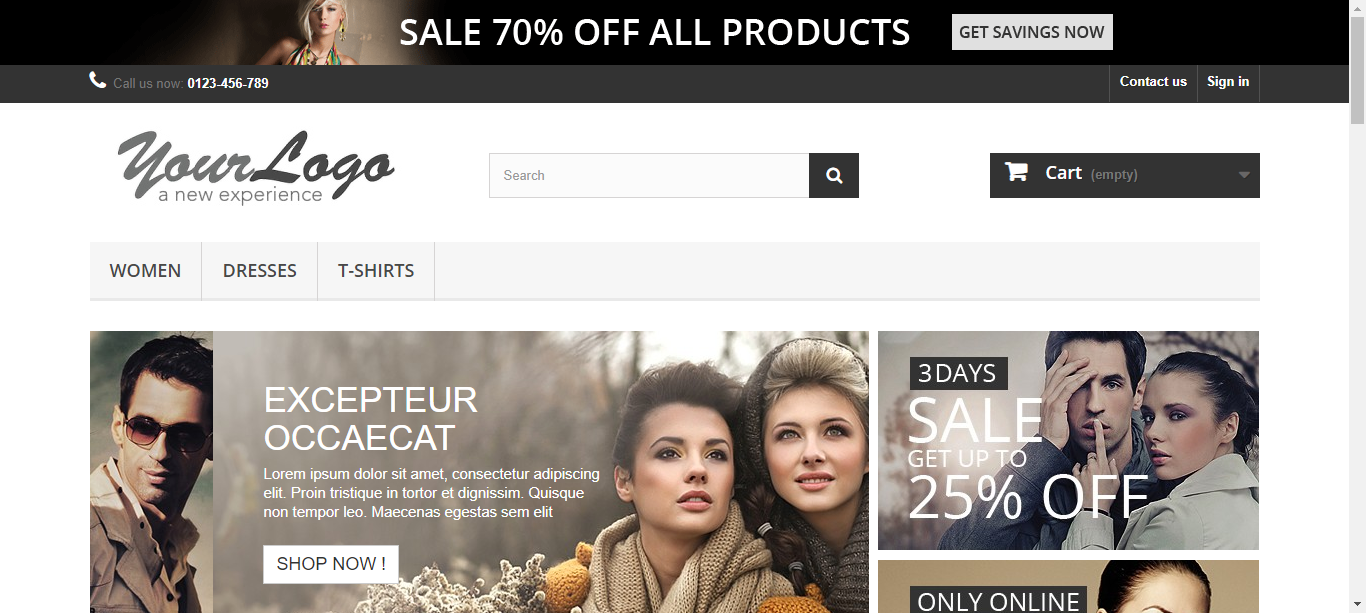 SALE 70% OFF ALL PRODUCTS
GET SAVINGS NOW
Call us now: 0123-456-789
Contact us
Sign in
YourLogo
a new experience
Search
Cart (empty)
WOMEN
DRESSES
T-SHIRTS
EXCEPTEUR
OCCAECAT
Lorem ipsum dolor sit amet, consectetur adipiscing
elit. Proin tristique in tortor et dignissim. Quisque
non tempor leo. Maecenas egestas sem elit
SHOP NOW !
3 DAYS
SALE
GET UP TO
25% OFF
ONLY ONLINE